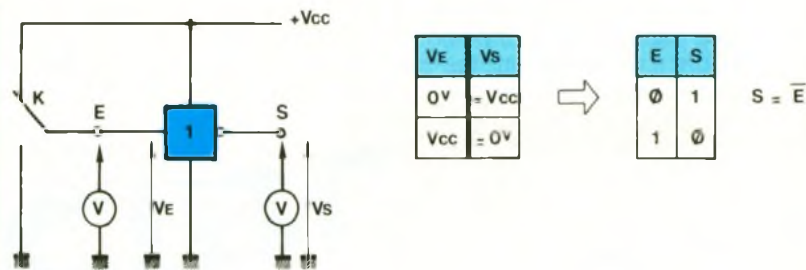 +Vcc
K
E
1
S
V
VE
V
VS
VE VS
0V = Vcc
Vcc = 0V
E S
Ø 1
1 Ø
S = E̅